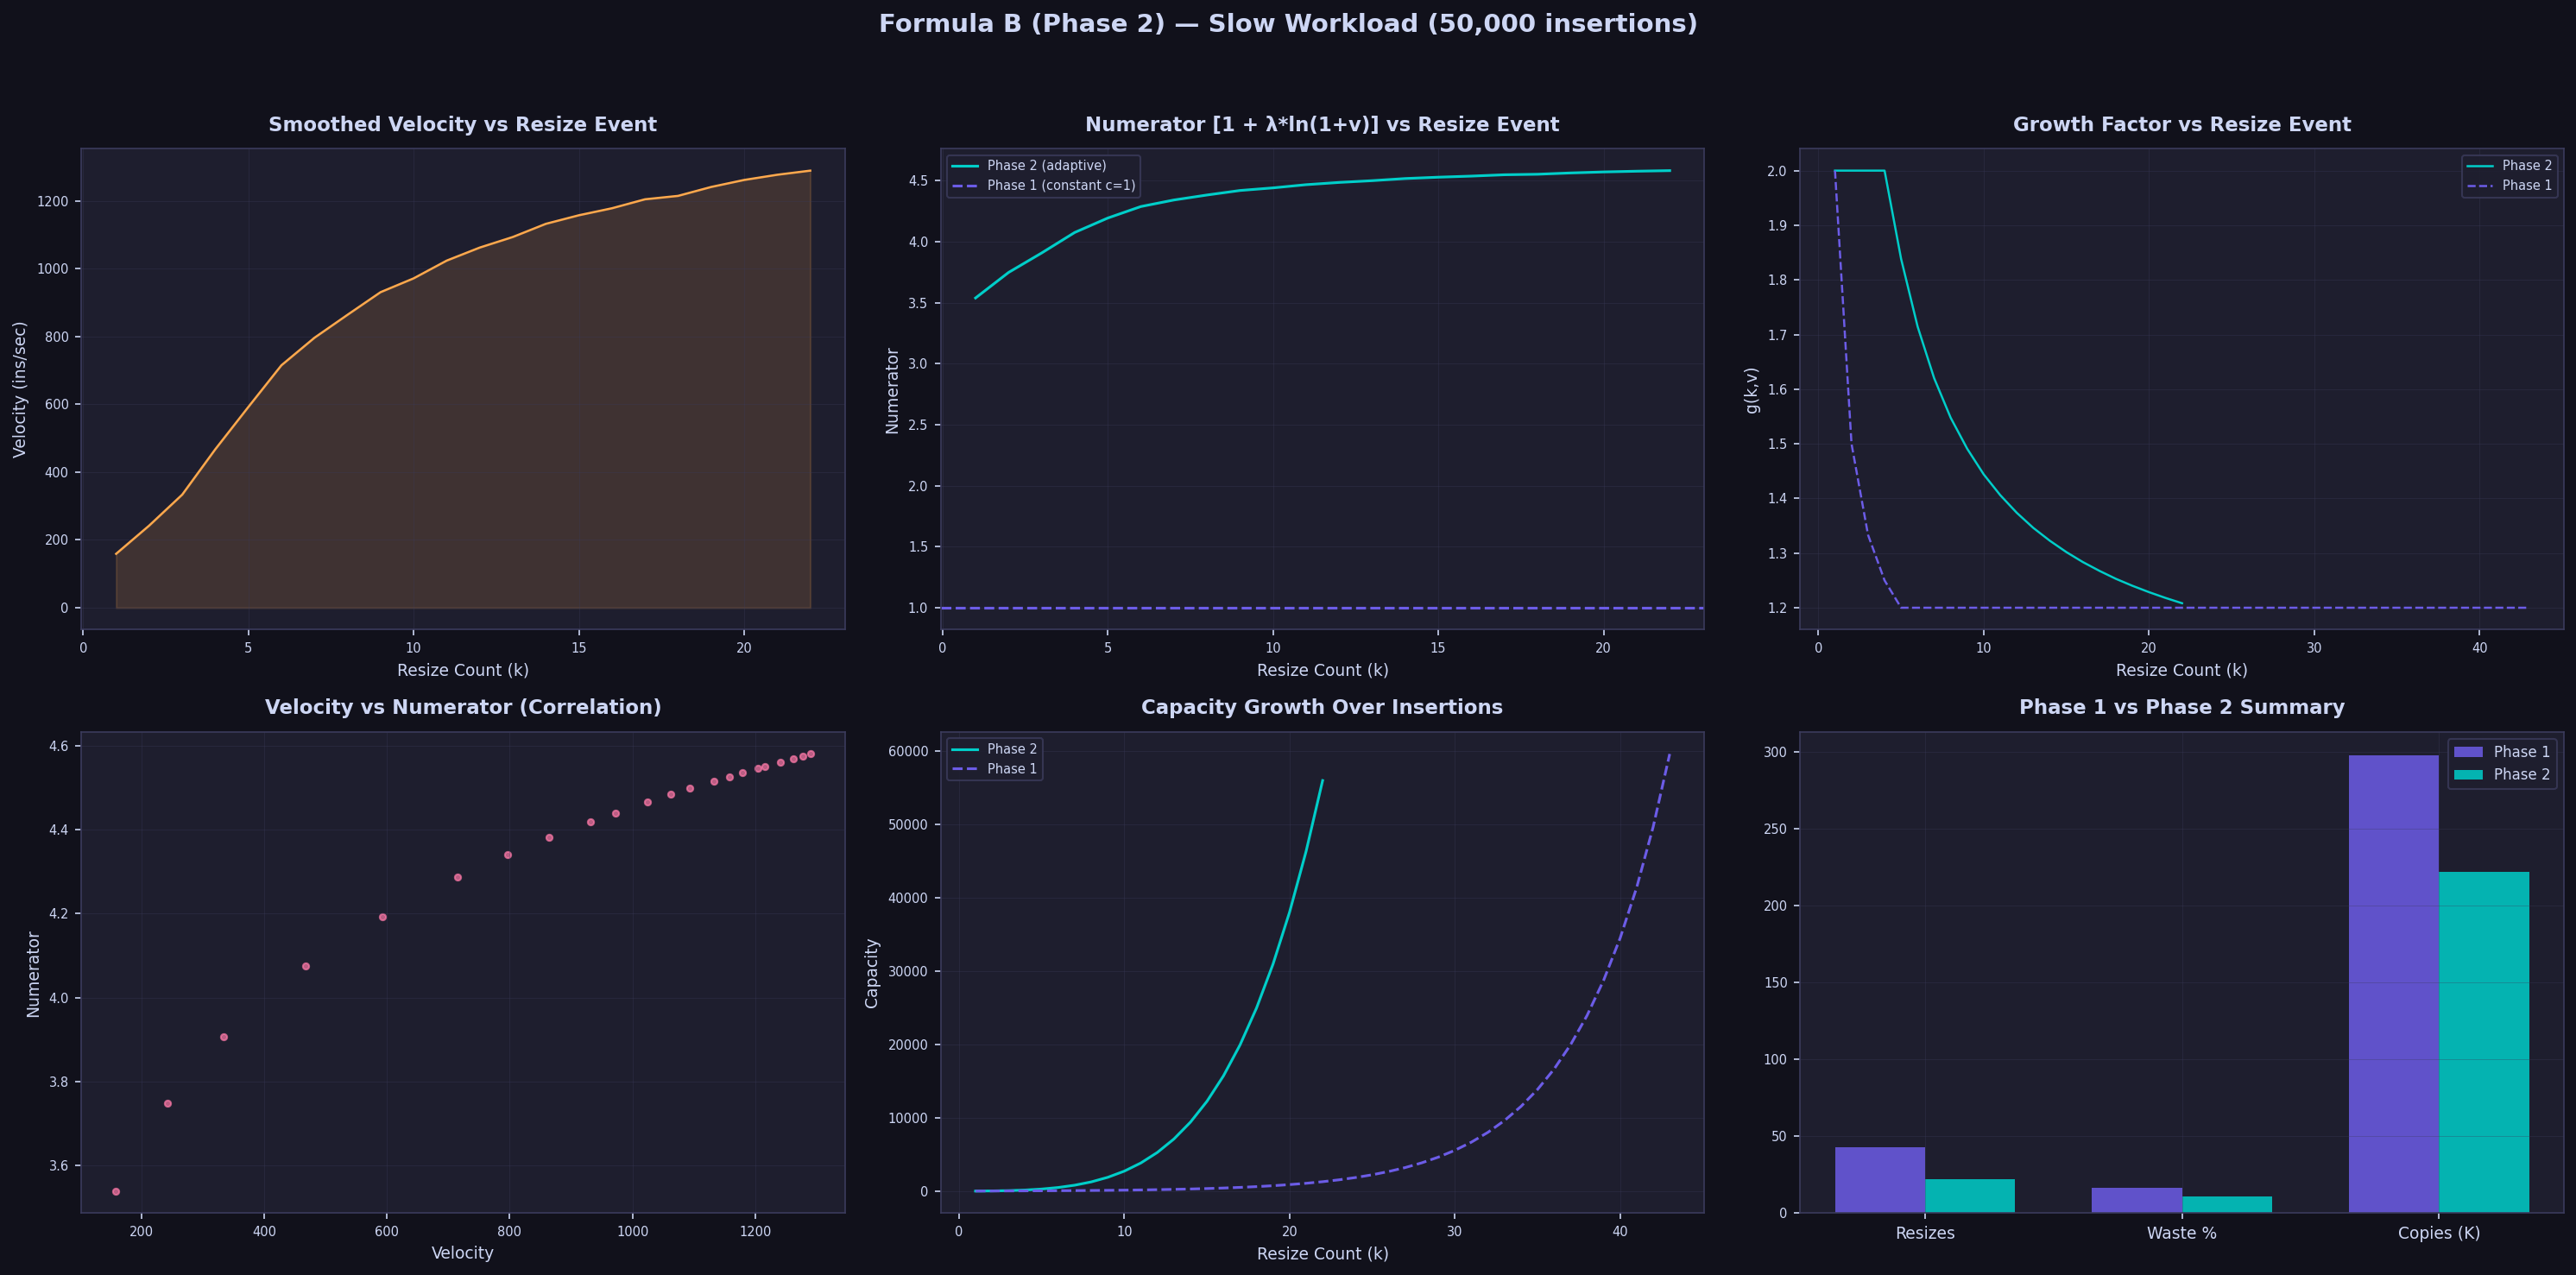 Formula B (Phase 2) — Slow Workload (50,000 insertions)
Smoothed Velocity vs Resize Event
Velocity (ins/sec)
1200
1000
800
600
400
200
0
0 5 10 15 20
Resize Count (k)
Numerator [1 + λ*ln(1+v)] vs Resize Event
Phase 2 (adaptive)
Phase 1 (constant c=1)
Numerator
4.5
4.0
3.5
3.0
2.5
2.0
1.5
1.0
0 5 10 15 20
Resize Count (k)
Growth Factor vs Resize Event
Phase 2
Phase 1
g(k,v)
2.0
1.9
1.8
1.7
1.6
1.5
1.4
1.3
1.2
0 10 20 30 40
Resize Count (k)
Velocity vs Numerator (Correlation)
Numerator
4.6
4.4
4.2
4.0
3.8
3.6
200 400 600 800 1000 1200
Velocity
Capacity Growth Over Insertions
Phase 2
Phase 1
Capacity
60000
50000
40000
30000
20000
10000
0
0 10 20 30 40
Resize Count (k)
Phase 1 vs Phase 2 Summary
Phase 1
Phase 2
300
250
200
150
100
50
0
Resizes Waste % Copies (K)